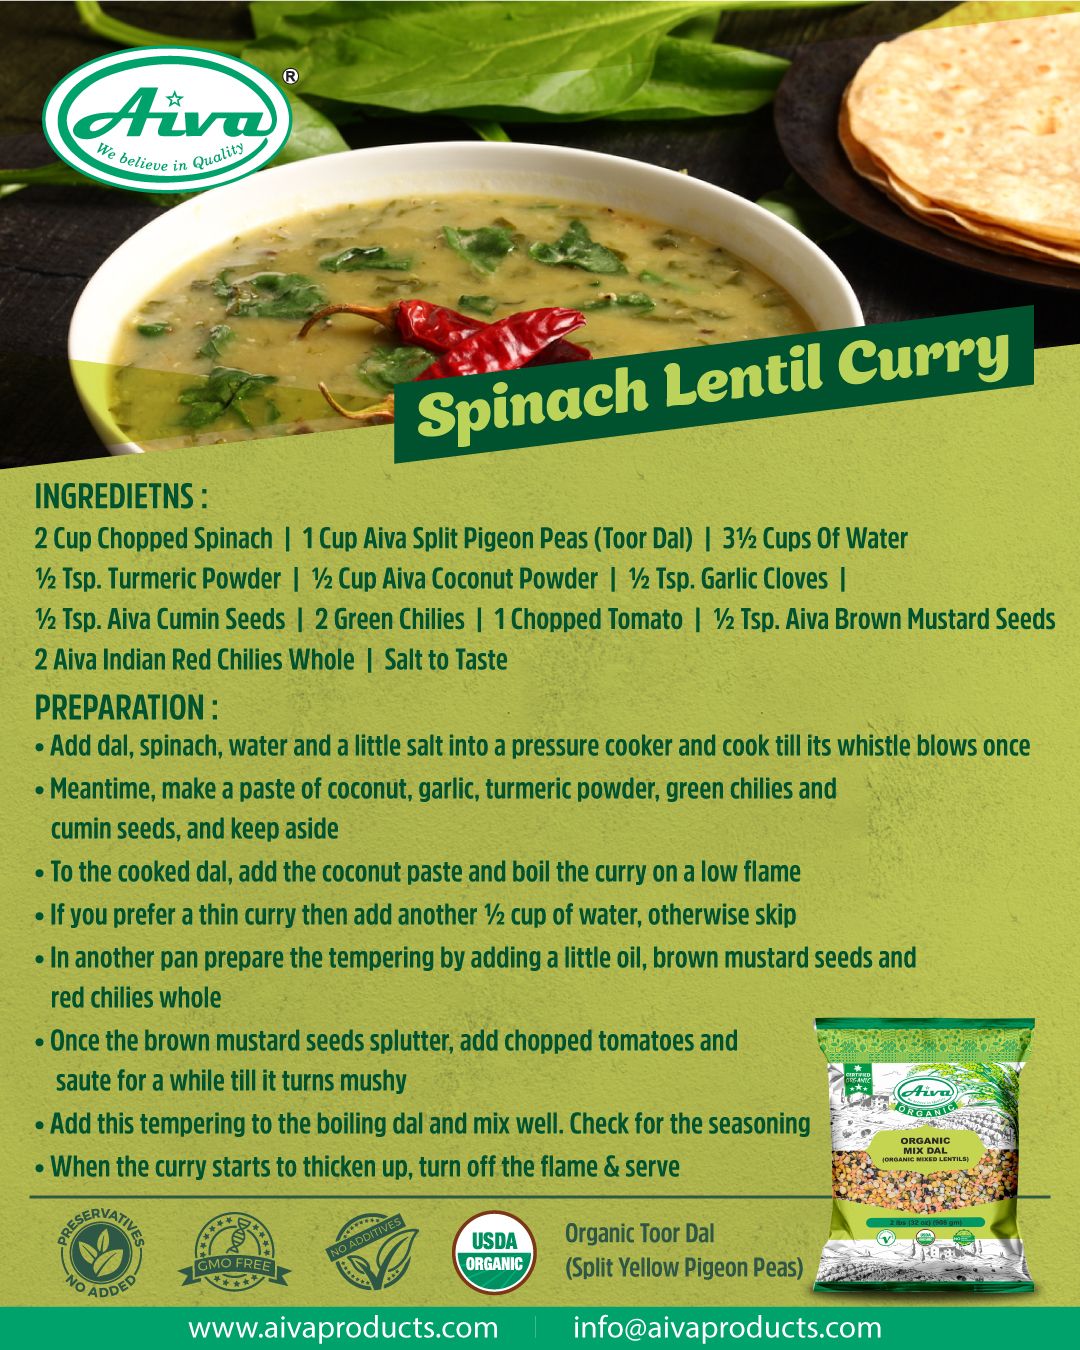 Aiva
®
We believe in Quality
Spinach Lentil Curry
INGREDIETNS :
2 Cup Chopped Spinach | 1 Cup Aiva Split Pigeon Peas (Toor Dal) | 3½ Cups Of Water
½ Tsp. Turmeric Powder | ½ Cup Aiva Coconut Powder | ½ Tsp. Garlic Cloves |
½ Tsp. Aiva Cumin Seeds | 2 Green Chilies | 1 Chopped Tomato | ½ Tsp. Aiva Brown Mustard Seeds
2 Aiva Indian Red Chilies Whole | Salt to Taste
PREPARATION :
• Add dal, spinach, water and a little salt into a pressure cooker and cook till its whistle blows once
• Meantime, make a paste of coconut, garlic, turmeric powder, green chilies and
cumin seeds, and keep aside
• To the cooked dal, add the coconut paste and boil the curry on a low flame
• If you prefer a thin curry then add another ½ cup of water, otherwise skip
• In another pan prepare the tempering by adding a little oil, brown mustard seeds and
red chilies whole
• Once the brown mustard seeds splutter, add chopped tomatoes and
saute for a while till it turns mushy
• Add this tempering to the boiling dal and mix well. Check for the seasoning
• When the curry starts to thicken up, turn off the flame & serve
CERTIFIED
ORGANIC
Aiva
ORGANIC
ORGANIC
MIX DAL
(ORGANIC MIXED LENTILS)
2 lbs (32 oz) (908 gm)
PRESERVATIVES
NO ADDED
GMO FREE
NO ADDITIVES
USDA
ORGANIC
Organic Toor Dal
(Split Yellow Pigeon Peas)
www.aivaproducts.com | info@aivaproducts.com